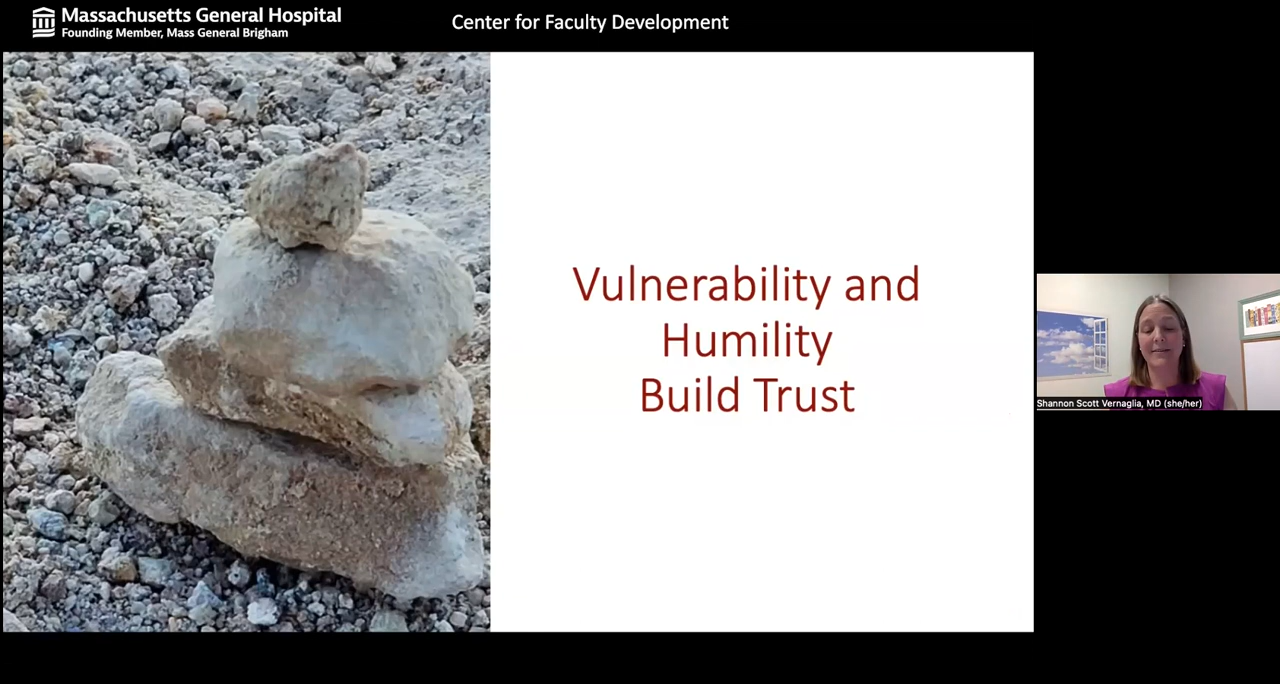 Massachusetts General Hospital
Founding Member, Mass General Brigham
Center for Faculty Development
Vulnerability and
Humility
Build Trust
Shannon Scott Vernaglia, MD (she/her)